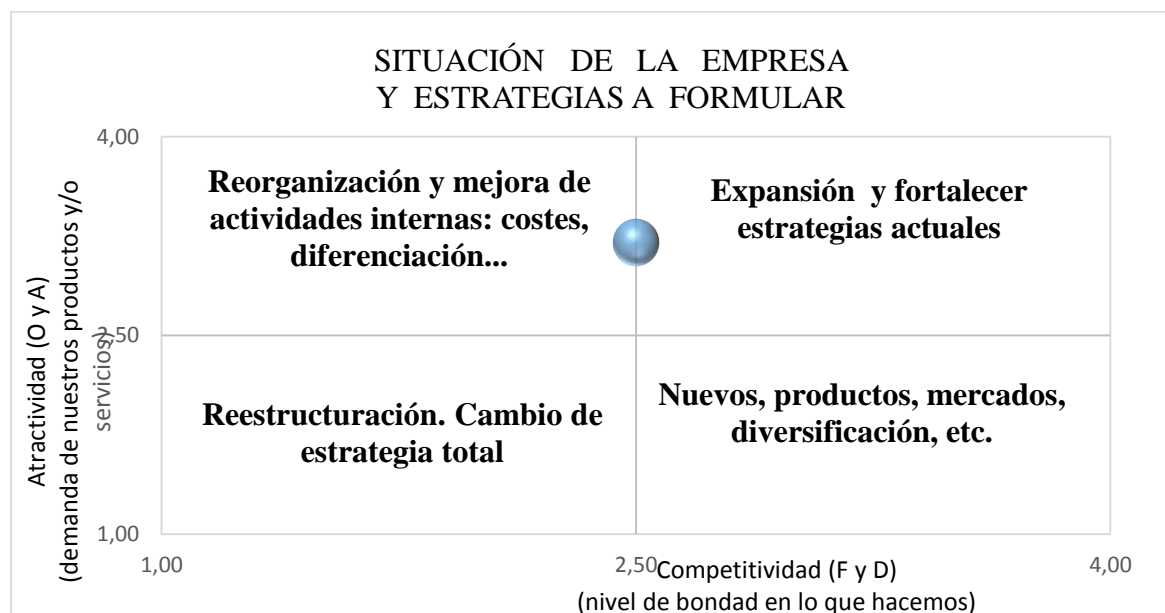 SITUACIÓN DE LA EMPRESA
Y ESTRATEGIAS A FORMULAR
Atractividad (O y A)
(demanda de nuestros productos y/o
servicios)
4,00
2,50
1,00
Reorganización y mejora de
actividades internas: costes,
diferenciación...
Expansión y fortalecer
estrategias actuales
Reestructuración. Cambio de
estrategia total
Nuevos, productos, mercados,
diversificación, etc.
1,00
2,50
4,00
Competitividad (F y D)
(nivel de bondad en lo que hacemos)